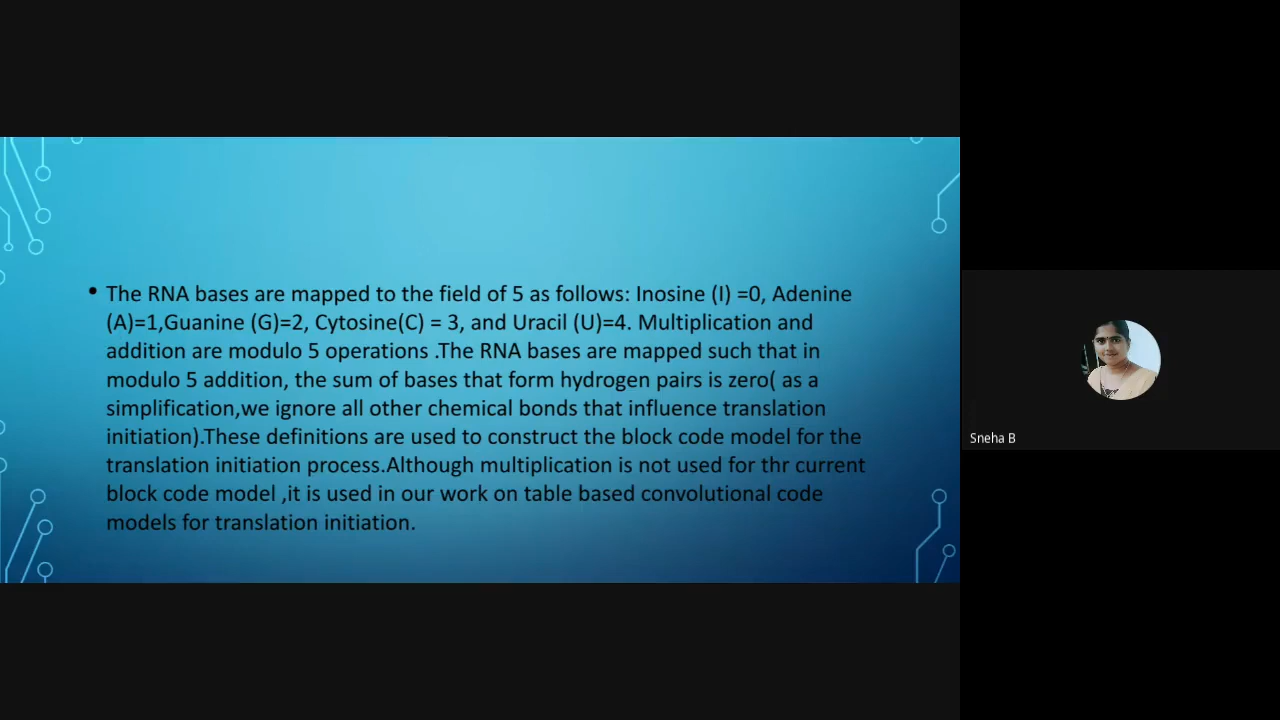 • The RNA bases are mapped to the field of 5 as follows: Inosine (I) =0, Adenine
(A)=1,Guanine (G)=2, Cytosine(C) = 3, and Uracil (U)=4. Multiplication and
addition are modulo 5 operations .The RNA bases are mapped such that in
modulo 5 addition, the sum of bases that form hydrogen pairs is zero( as a
simplification,we ignore all other chemical bonds that influence translation
initiation).These definitions are used to construct the block code model for the
translation initiation process.Although multiplication is not used for thr current
block code model ,it is used in our work on table based convolutional code
models for translation initiation.
Sneha B